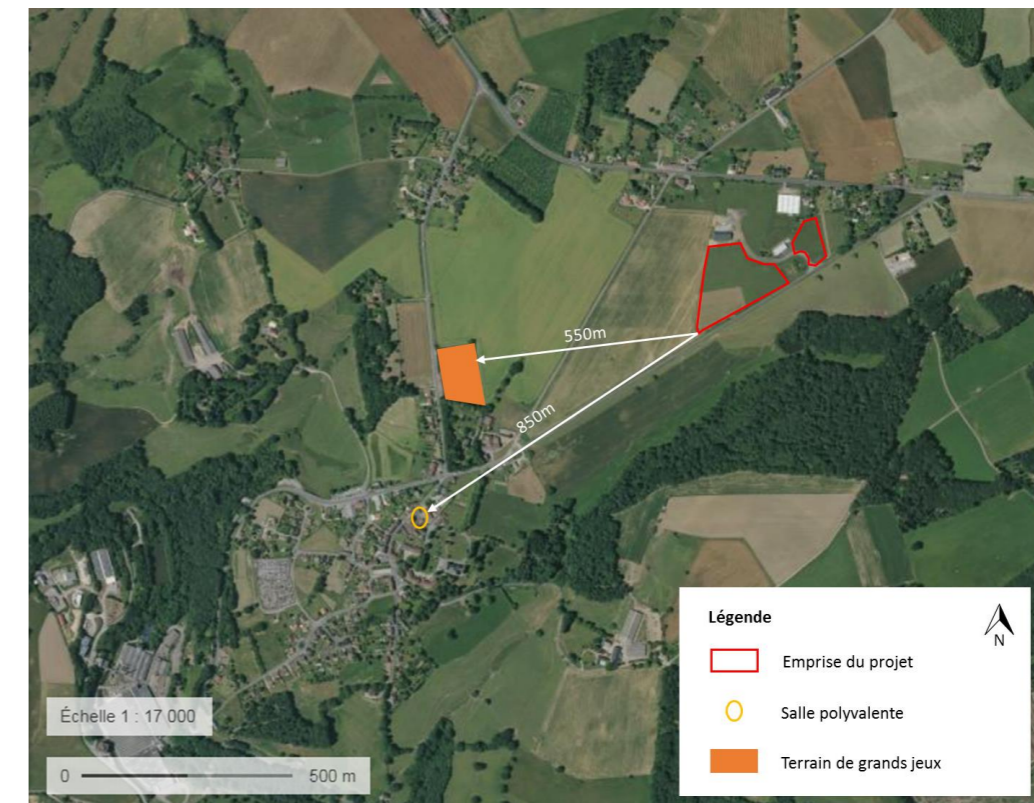 550m
850m
Légende
N
Emprise du projet
Salle polyvalente
Terrain de grands jeux
Échelle 1 : 17 000
0 500 m